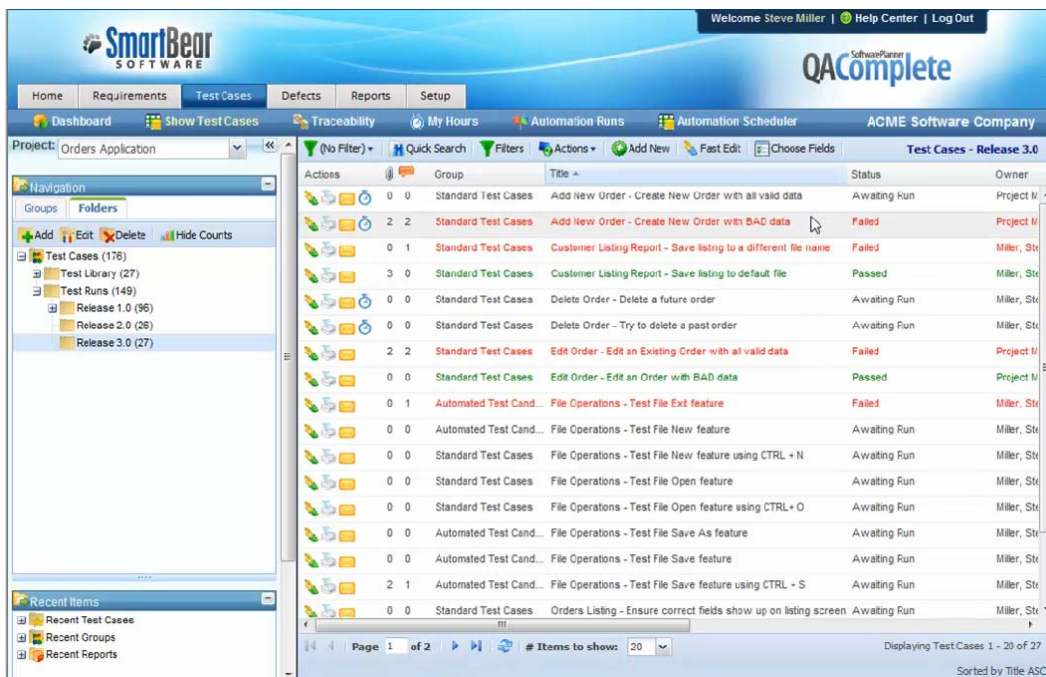 Welcome Steve Miller | Help Center | Log Out
SmartBear
SOFTWARE
SoftwarePlanner
QAComplete
Home Requirements Test Cases Defects Reports Setup
Dashboard Show Test Cases Traceability My Hours Automation Runs Automation Scheduler ACME Software Company
Project: Orders Application
(No Filter) Quick Search Filters Actions Add New Fast Edit Choose Fields Test Cases - Release 3.0
Navigation
Groups Folders
Add Edit Delete Hide Counts
Test Cases (176)
Test Library (27)
Test Runs (149)
Release 1.0 (96)
Release 2.0 (26)
Release 3.0 (27)
Recent Items
Recent Test Cases
Recent Groups
Recent Reports
Actions Group Title Status Owner
0 0 Standard Test Cases Add New Order - Create New Order with all valid data Awaiting Run Project M
2 2 Standard Test Cases Add New Order - Create New Order with BAD data Failed Project M
0 1 Standard Test Cases Customer Listing Report - Save listng to a different file name Failed Miller, Ste
3 0 Standard Test Cases Customer Listing Report - Save listng to default file Passed Miller, Ste
0 0 Standard Test Cases Delete Order - Delete a future order Awaiting Run Miller, Ste
0 0 Standard Test Cases Delete Order - Try to delete a past order Awaiting Run Miller, Ste
2 2 Standard Test Cases Edit Order - Edit an Existing Order with all valid data Failed Project M
0 0 Standard Test Cases Edit Order - Edit an Order with BAD data Passed Project M
0 1 Automated Test Cand... File Operations - Test File Exit feature Failed Miller, Ste
0 0 Automated Test Cand... File Operations - Test File New feature Awaiting Run Miller, Ste
0 0 Standard Test Cases File Operations - Test File New feature using CTRL + N Awaiting Run Miller, Ste
0 0 Standard Test Cases File Operations - Test File Open feature Awaiting Run Miller, Ste
0 0 Standard Test Cases File Operations - Test File Open feature using CTRL+ O Awaiting Run Miller, Ste
0 0 Automated Test Cand... File Operations - Test File Save As feature Awaiting Run Miller, Ste
0 0 Automated Test Cand... File Operations - Test File Save feature Awaiting Run Miller, Ste
2 1 Automated Test Cand... File Operations - Test File Save feature using CTRL + S Awaiting Run Miller, Ste
0 0 Standard Test Cases Orders Listing - Ensure correct fields show up on listing screen Awaiting Run Miller, Ste
Page 1 of 2 # Items to show: 20 Displaying Test Cases 1 - 20 of 27
Sorted by Title ASC